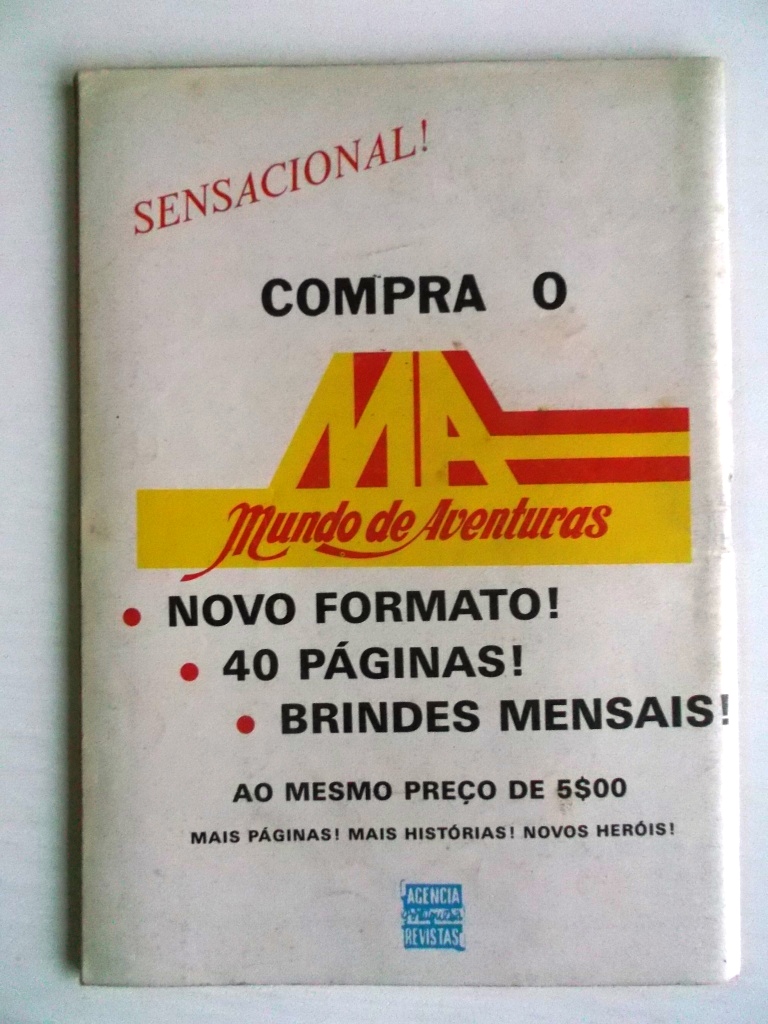 SENSACIONAL!
COMPRA O
MA
Mundo de Aventuras
• NOVO FORMATO!
• 40 PÁGINAS!
• BRINDES MENSAIS!
AO MESMO PREÇO DE 5$00
MAIS PÁGINAS! MAIS HISTÓRIAS! NOVOS HERÓIS!
AGENCIA
REVISTAS